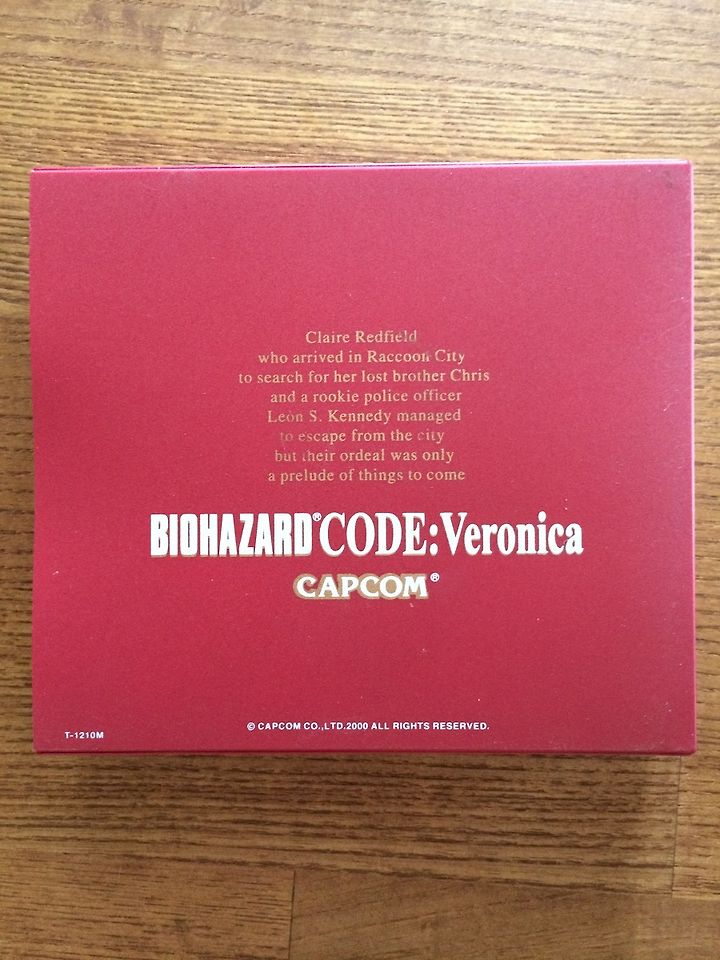 Claire Redfield
who arrived in Raccoon City
to search for her lost brother Chris
and a rookie police officer
Leon S. Kennedy managed
to escape from the city
but their ordeal was only
a prelude of things to come
BIOHAZARD® CODE:Veronica
CAPCOM®
© CAPCOM CO.,LTD.2000 ALL RIGHTS RESERVED.
T-1210M